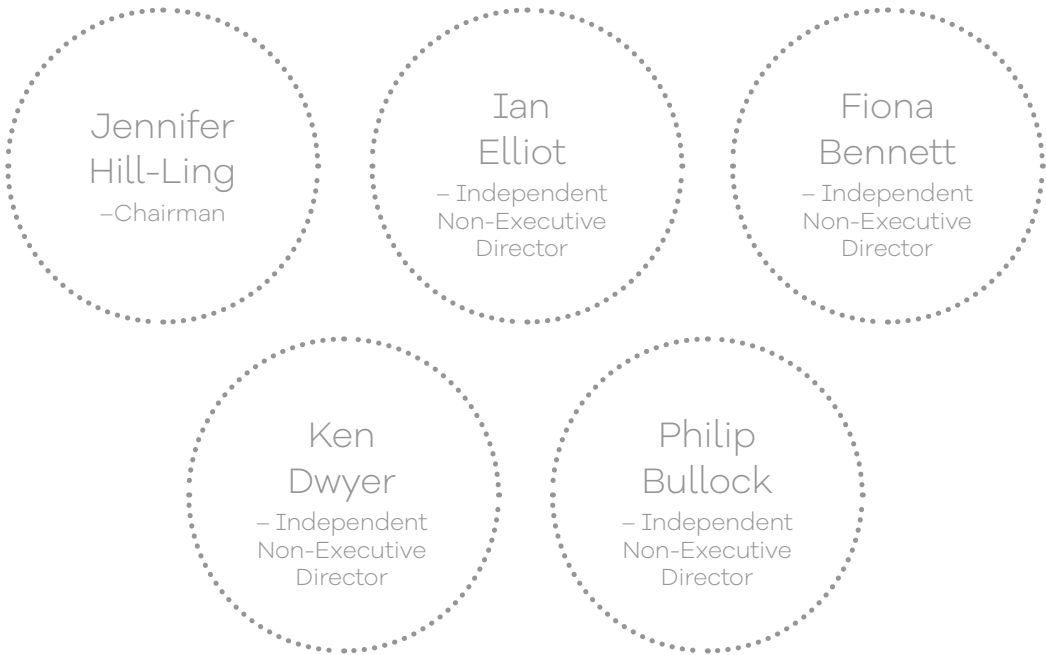 Jennifer
Hill-Ling
–Chairman
Ian
Elliot
– Independent
Non-Executive
Director
Fiona
Bennett
– Independent
Non-Executive
Director
Ken
Dwyer
– Independent
Non-Executive
Director
Philip
Bullock
– Independent
Non-Executive
Director